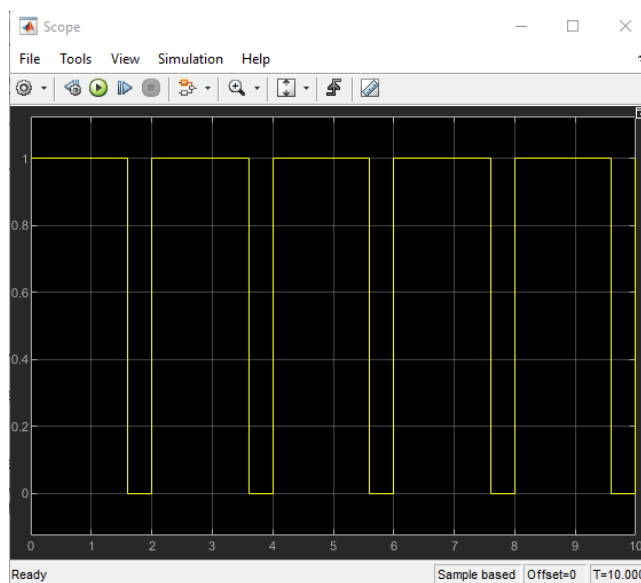 Scope
File Tools View Simulation Help
1
0.8
0.6
0.4
0.2
0
0 1 2 3 4 5 6 7 8 9 10
Ready Sample based Offset=0 T=10.000